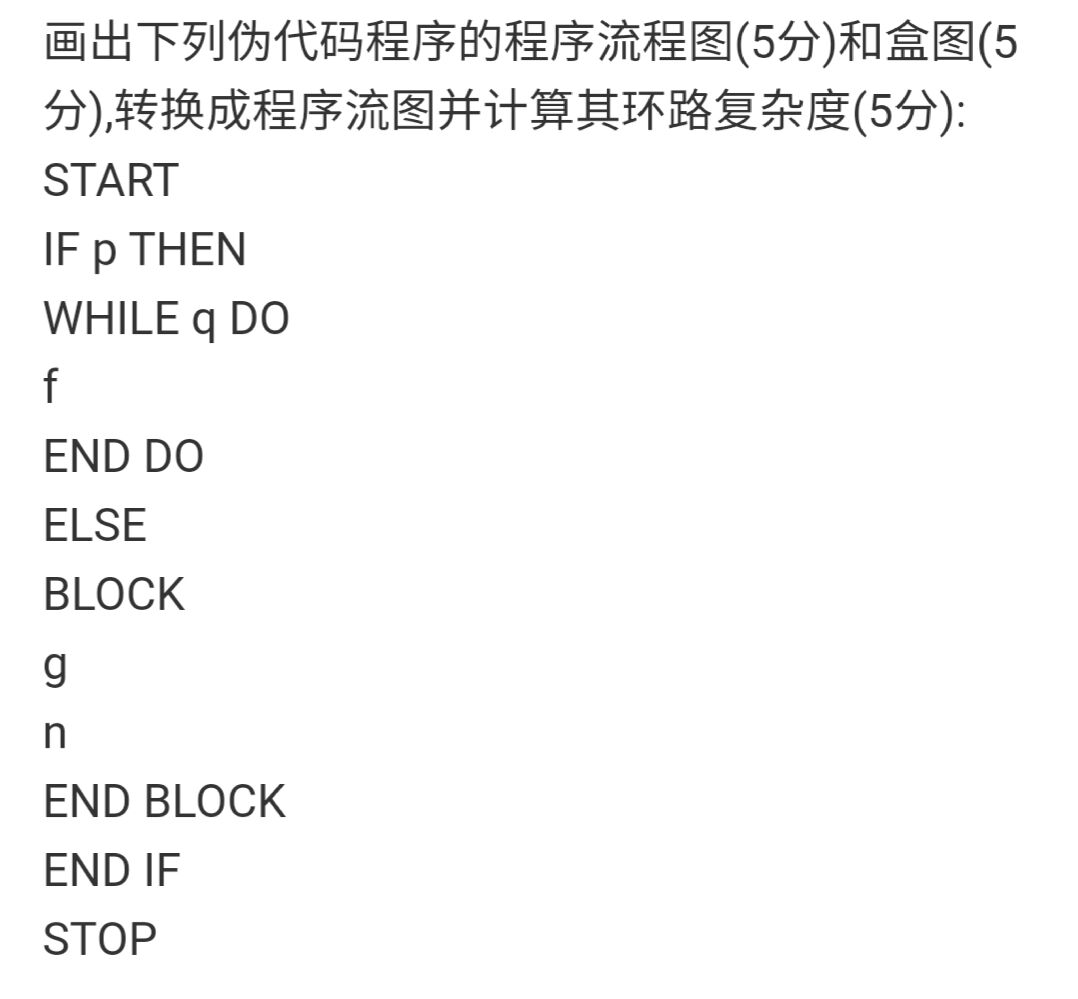 画出下列伪代码程序的程序流程图(5分)和盒图(5
分),转换成程序流图并计算其环路复杂度(5分):
START
IF p THEN
WHILE q DO
f
END DO
ELSE
BLOCK
g
n
END BLOCK
END IF
STOP